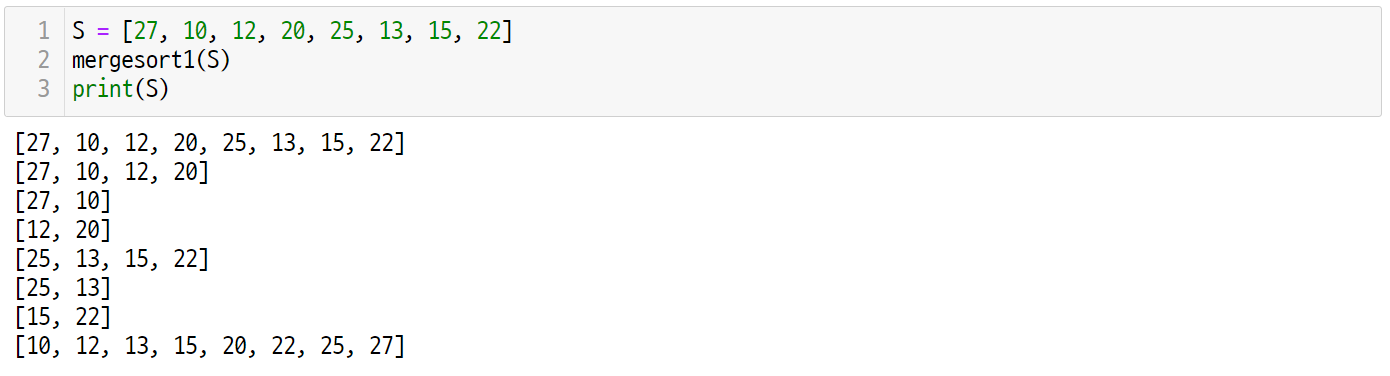 1 S = [27, 10, 12, 20, 25, 13, 15, 22]
2 mergesort1(S)
3 print(S)
[27, 10, 12, 20, 25, 13, 15, 22]
[27, 10, 12, 20]
[27, 10]
[12, 20]
[25, 13, 15, 22]
[25, 13]
[15, 22]
[10, 12, 13, 15, 20, 22, 25, 27]